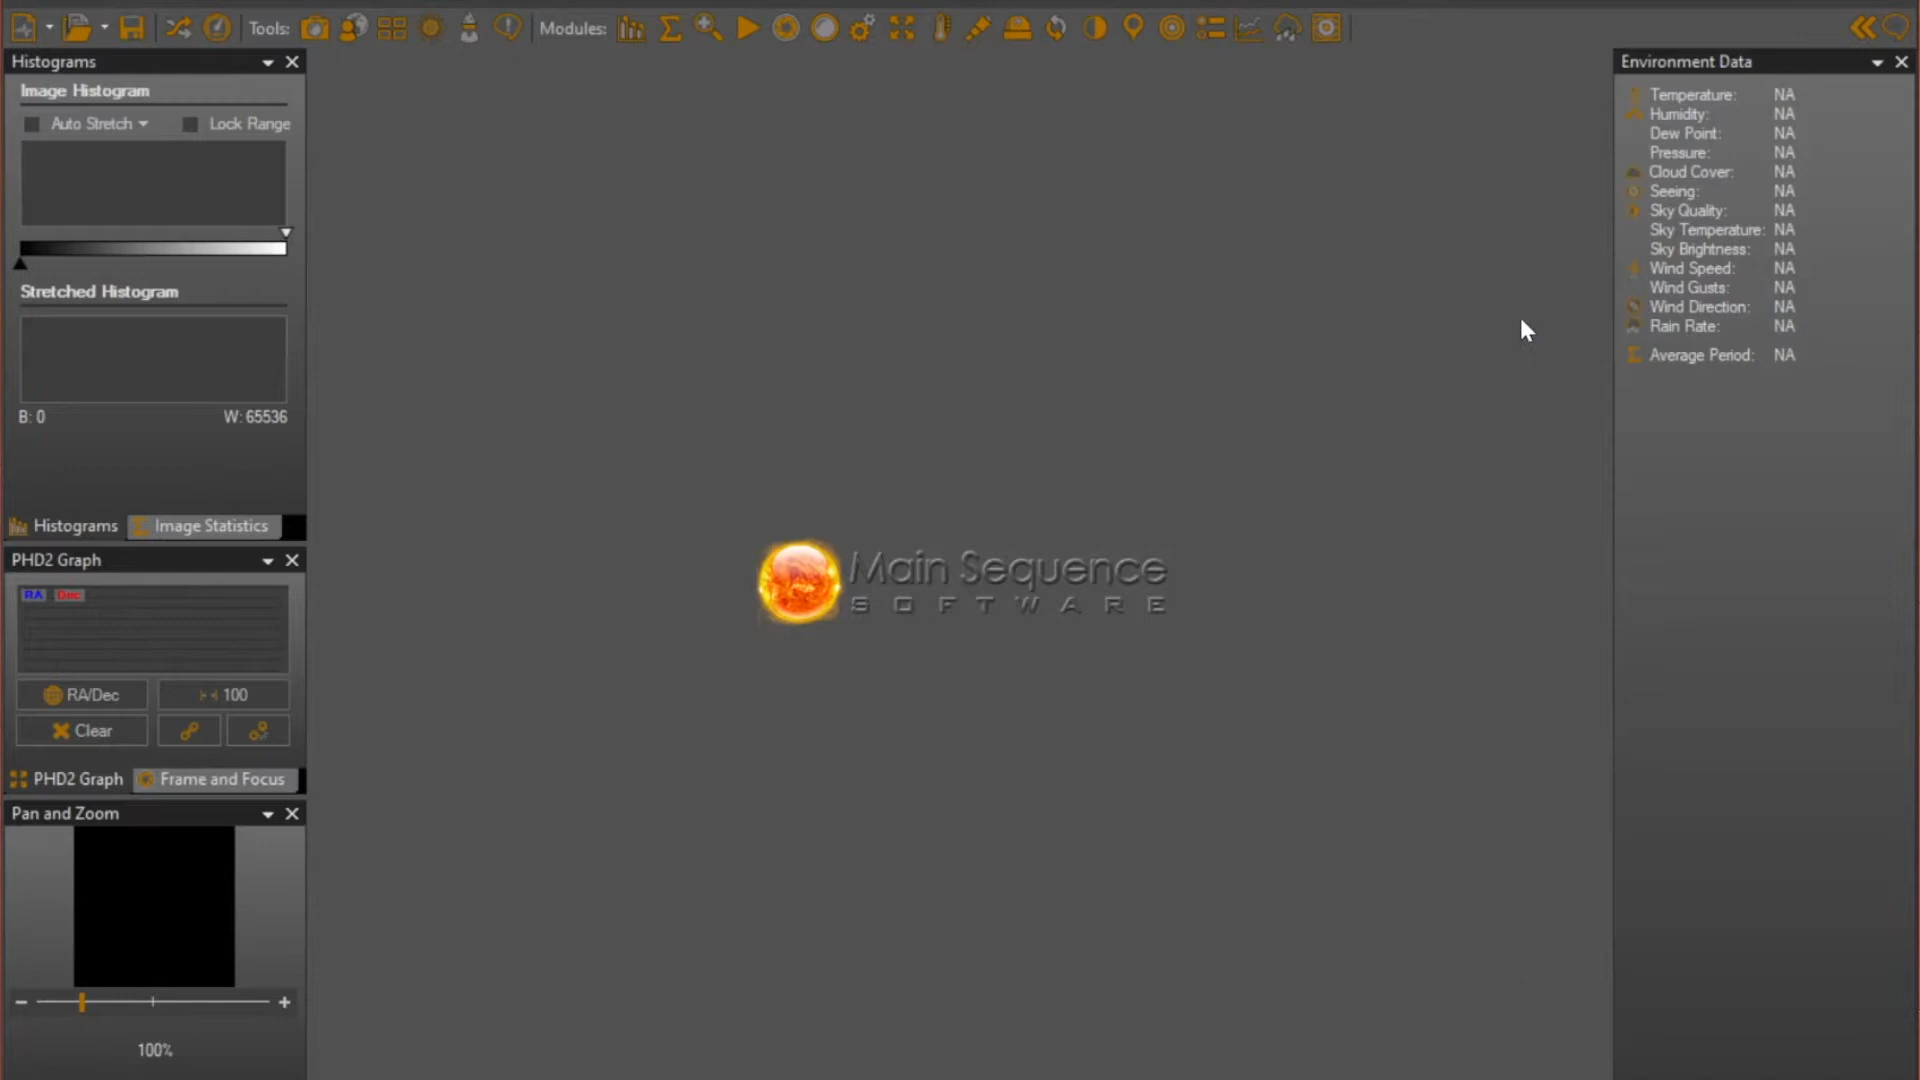 Tools: Modules:
Histograms
Image Histogram
Auto Stretch Lock Range
Stretched Histogram
B: 0 W: 65536
Histograms Image Statistics
PHD2 Graph
RA Dec
RA/Dec 100
Clear
PHD2 Graph Frame and Focus
Pan and Zoom
100%
Main Sequence
SOFTWARE
Environment Data
Temperature: NA
Humidity: NA
Dew Point: NA
Pressure: NA
Cloud Cover: NA
Seeing: NA
Sky Quality: NA
Sky Temperature: NA
Sky Brightness: NA
Wind Speed: NA
Wind Gusts: NA
Wind Direction: NA
Rain Rate: NA
Average Period: NA